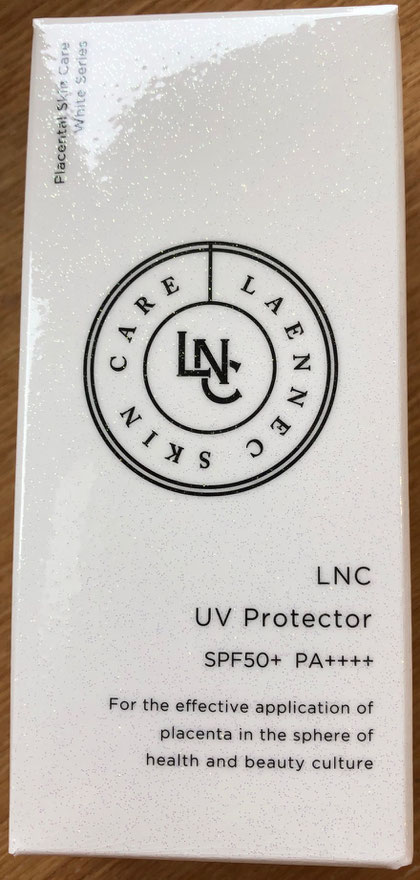 Placental Skin Care
White Series
LAENNEC SKIN CARE
LNC
LNC
UV Protector
SPF50+ PA++++
For the effective application of
placenta in the sphere of
health and beauty culture